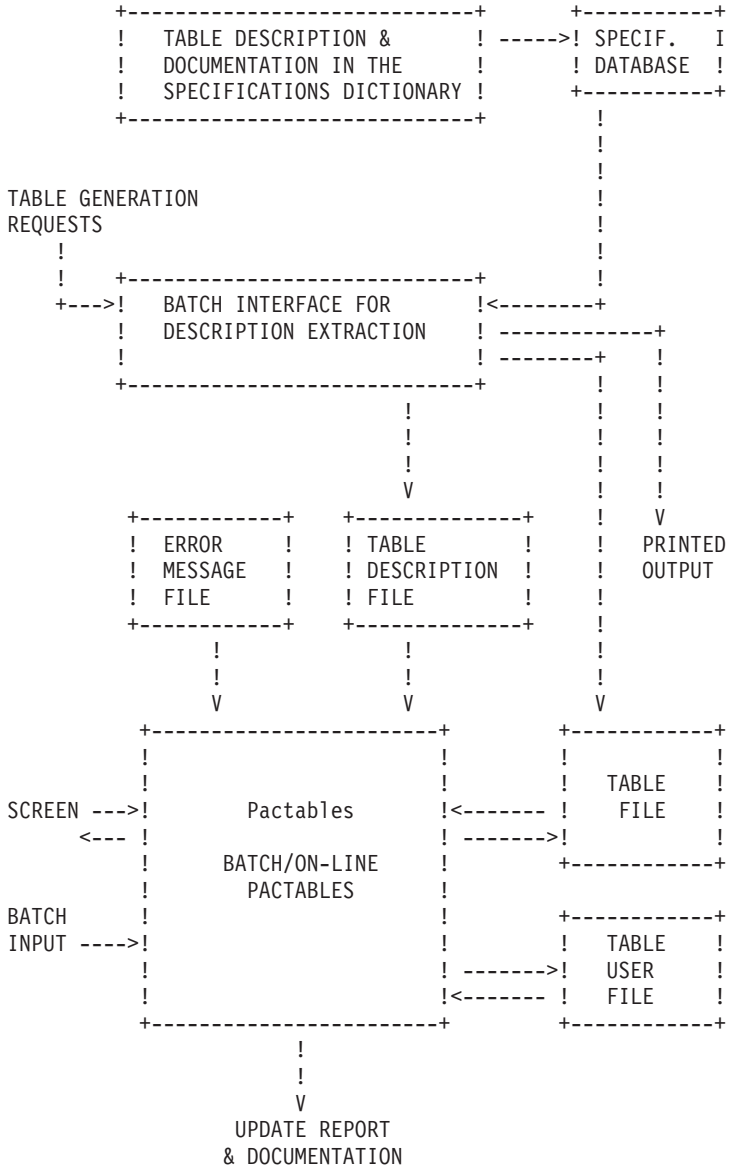 TABLE DESCRIPTION &
DOCUMENTATION IN THE
SPECIFICATIONS DICTIONARY
SPECIF. I
DATABASE
TABLE GENERATION
REQUESTS
BATCH INTERFACE FOR
DESCRIPTION EXTRACTION
ERROR
MESSAGE
FILE
TABLE
DESCRIPTION
FILE
PRINTED
OUTPUT
SCREEN
Pactables
BATCH/ON-LINE
PACTABLES
TABLE
FILE
BATCH
INPUT
TABLE
USER
FILE
UPDATE REPORT
& DOCUMENTATION